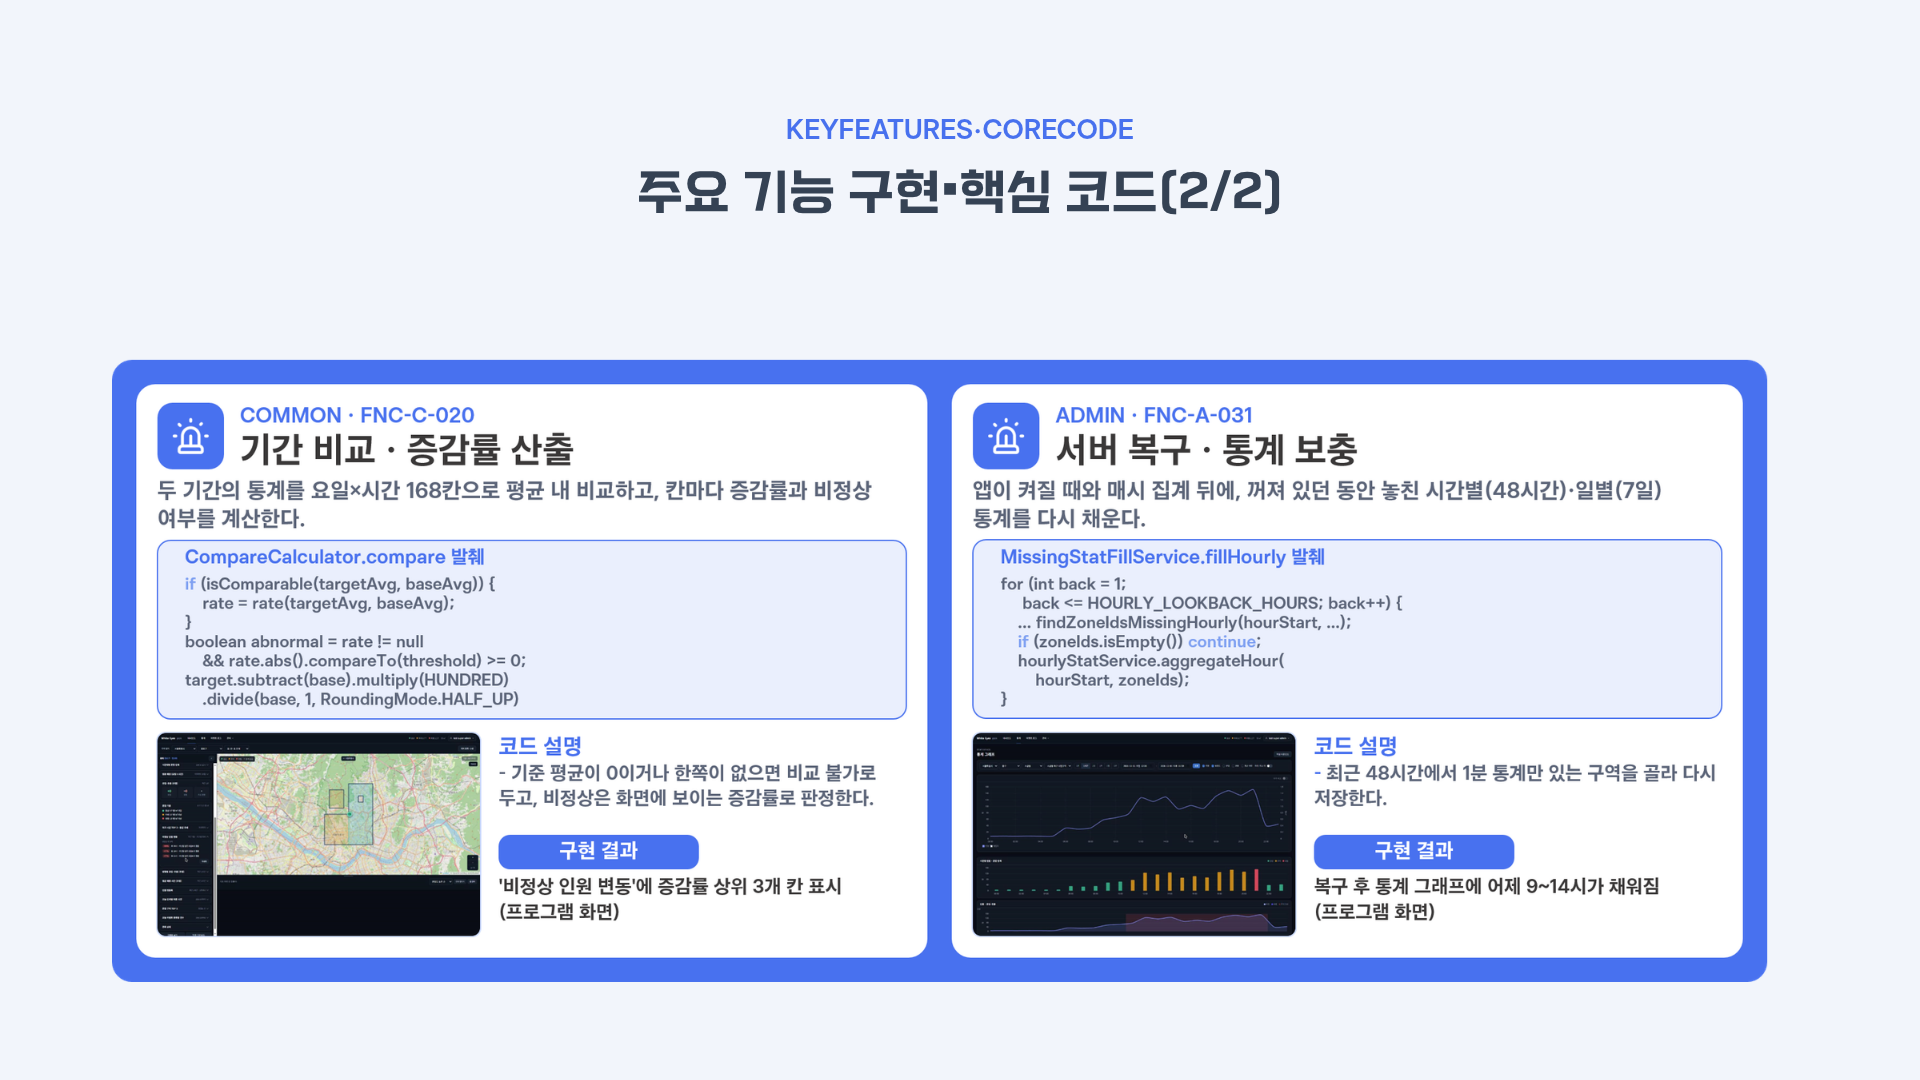 KEYFEATURES·CORECODE
주요 기능 구현·핵심 코드(2/2)
COMMON · FNC-C-020
기간 비교 · 증감률 산출
두 기간의 통계를 요일×시간 168칸으로 평균 내 비교하고, 칸마다 증감률과 비정상
여부를 계산한다.
CompareCalculator.compare 발췌
if (isComparable(targetAvg, baseAvg)) {
rate = rate(targetAvg, baseAvg);
}
boolean abnormal = rate != null
&& rate.abs().compareTo(threshold) >= 0;
target.subtract(base).multiply(HUNDRED)
.divide(base, 1, RoundingMode.HALF_UP)
코드 설명
- 기준 평균이 0이거나 한쪽이 없으면 비교 불가로
두고, 비정상은 화면에 보이는 증감률로 판정한다.
구현 결과
'비정상 인원 변동'에 증감률 상위 3개 칸 표시
(프로그램 화면)
ADMIN · FNC-A-031
서버 복구 · 통계 보충
앱이 켜질 때와 매시 집계 뒤에, 꺼져 있던 동안 놓친 시간별(48시간)·일별(7일)
통계를 다시 채운다.
MissingStatFillService.fillHourly 발췌
for (int back = 1;
back <= HOURLY_LOOKBACK_HOURS; back++) {
... findZoneIdsMissingHourly(hourStart, ...);
if (zoneIds.isEmpty()) continue;
hourlyStatService.aggregateHour(
hourStart, zoneIds);
}
코드 설명
- 최근 48시간에서 1분 통계만 있는 구역을 골라 다시
저장한다.
구현 결과
복구 후 통계 그래프에 어제 9~14시가 채워짐
(프로그램 화면)